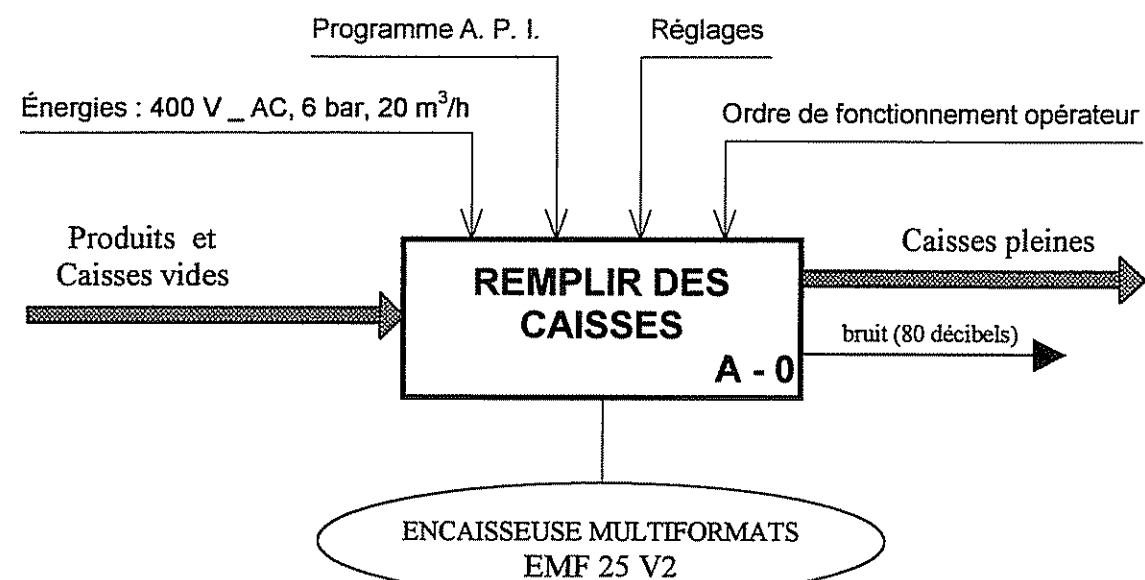 Programme A. P. I.
Réglages
Énergies : 400 V _ AC, 6 bar, 20 m³/h
Ordre de fonctionnement opérateur
Produits et
Caisses vides
REMPLIR DES
CAISSES
A - 0
Caisses pleines
bruit (80 décibels)
ENCAISSEUSE MULTIFORMATS
EMF 25 V2